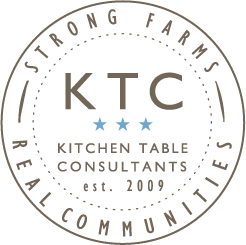 STRONG FARMS
KTC
KITCHEN TABLE
CONSULTANTS
est. 2009
REAL COMMUNITIES